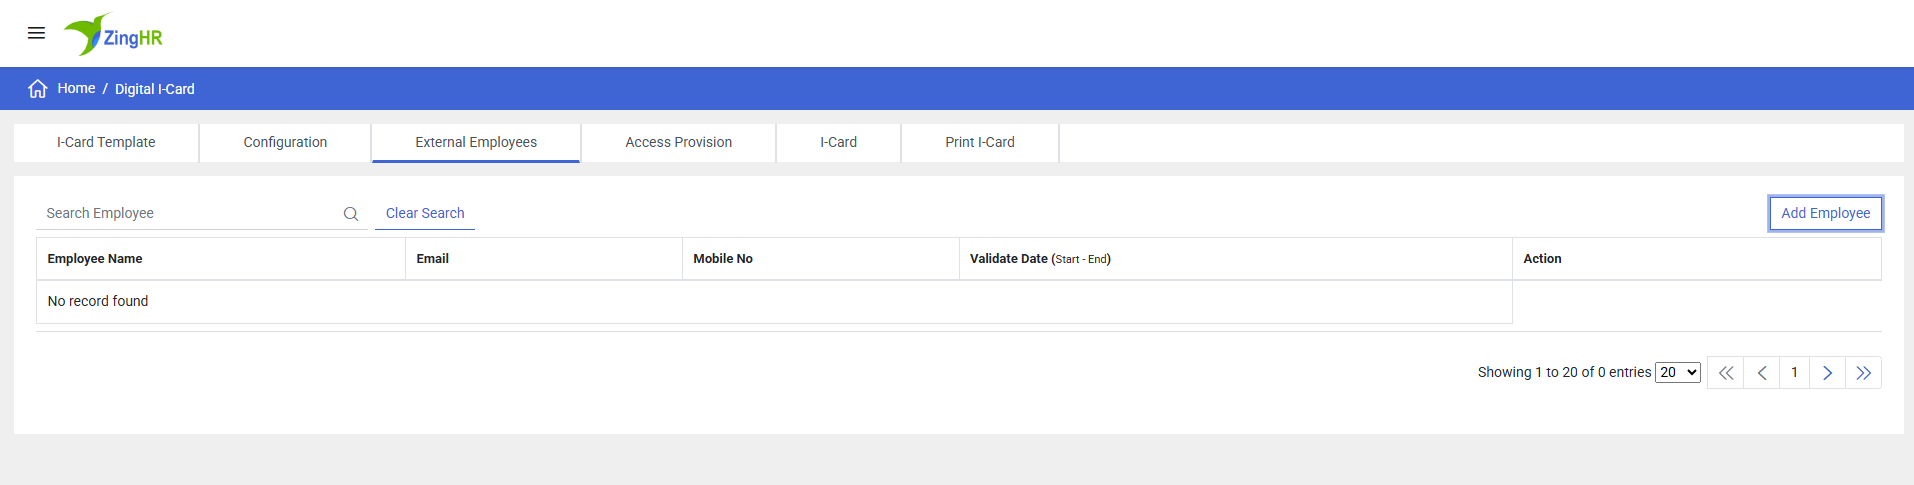 ZingHR
Home / Digital I-Card
I-Card Template Configuration External Employees Access Provision I-Card Print I-Card
Search Employee Clear Search Add Employee
Employee Name Email Mobile No Validate Date (Start - End) Action
No record found
Showing 1 to 20 of 0 entries 20 1